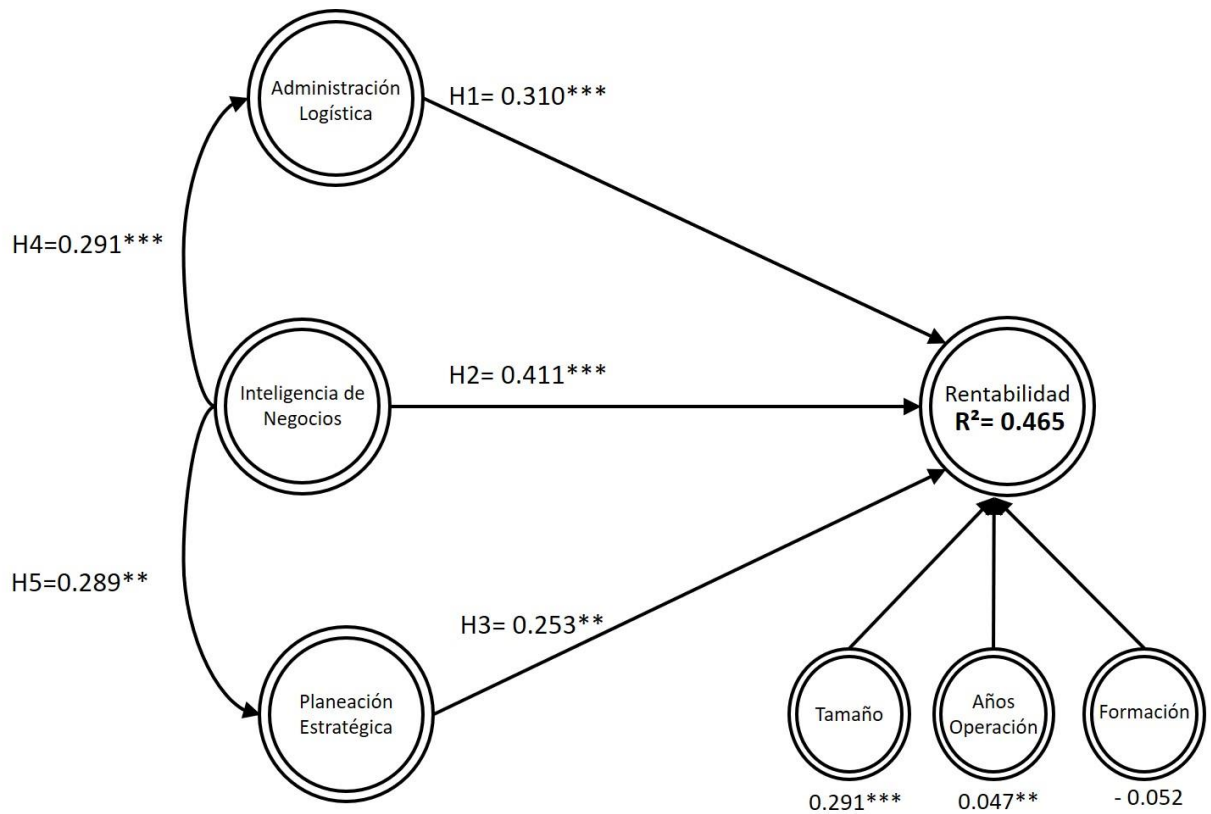 Administración
Logística
H1= 0.310***
H4=0.291***
H2= 0.411***
Inteligencia de
Negocios
Rentabilidad
R²= 0.465
H5=0.289**
H3= 0.253**
Planeación
Estratégica
Tamaño
Años
Operación
Formación
0.291***
0.047**
- 0.052